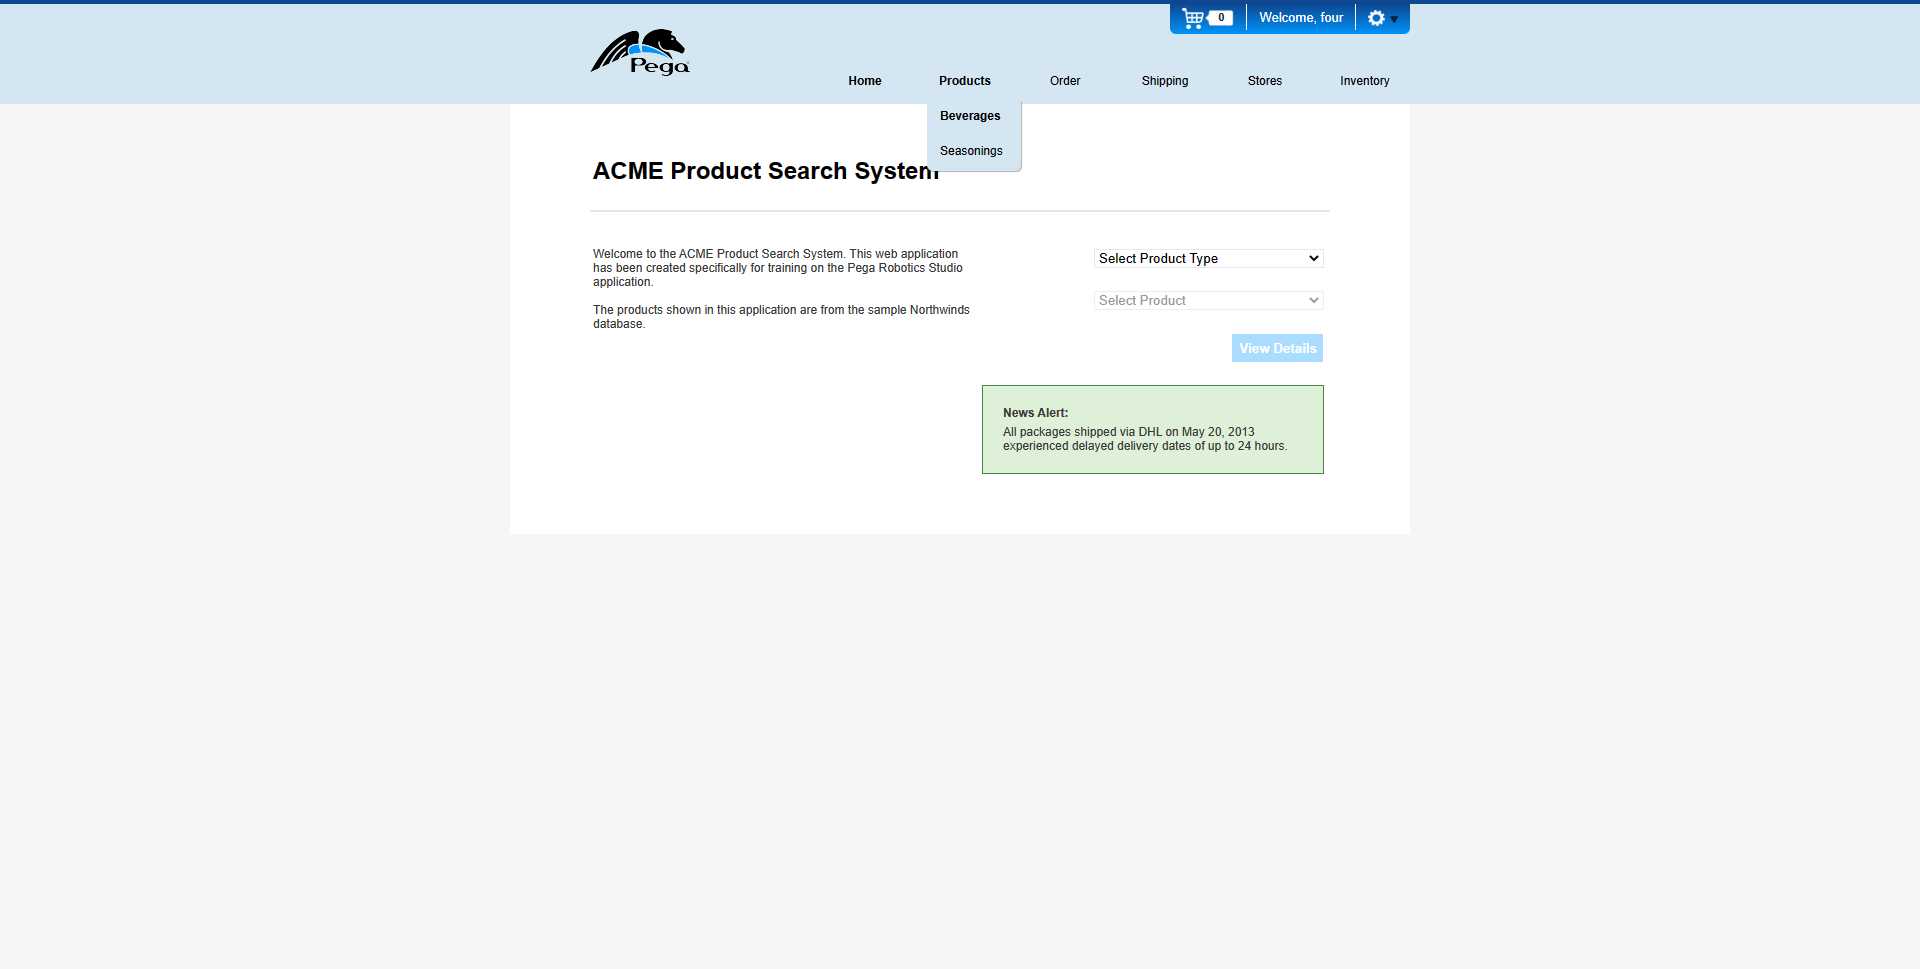 0
Welcome, four
Pega
Home Products Order Shipping Stores Inventory
Beverages
Seasonings
ACME Product Search System
Welcome to the ACME Product Search System. This web application
has been created specifically for training on the Pega Robotics Studio
application.
The products shown in this application are from the sample Northwinds
database.
Select Product Type
Select Product
View Details
News Alert:
All packages shipped via DHL on May 20, 2013
experienced delayed delivery dates of up to 24 hours.